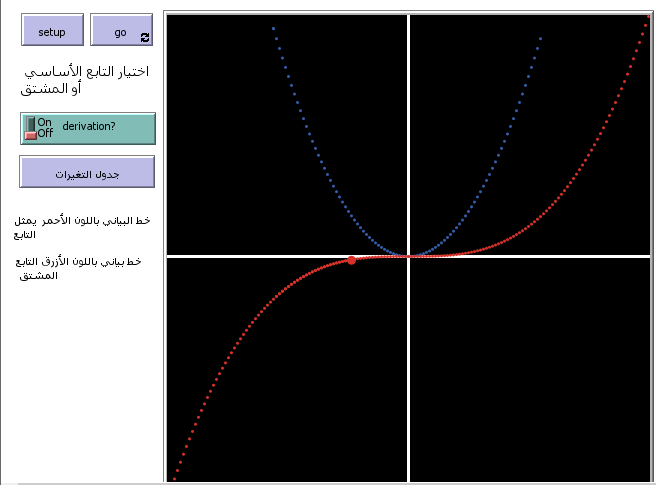 setup
go
اختيار التابع الأساسي
أو المشتق
On
Off
derivation?
جدول التغيرات
خط البياني باللون الأحمر يمثل
التابع
خط بياني باللون الأزرق التابع
المشتق